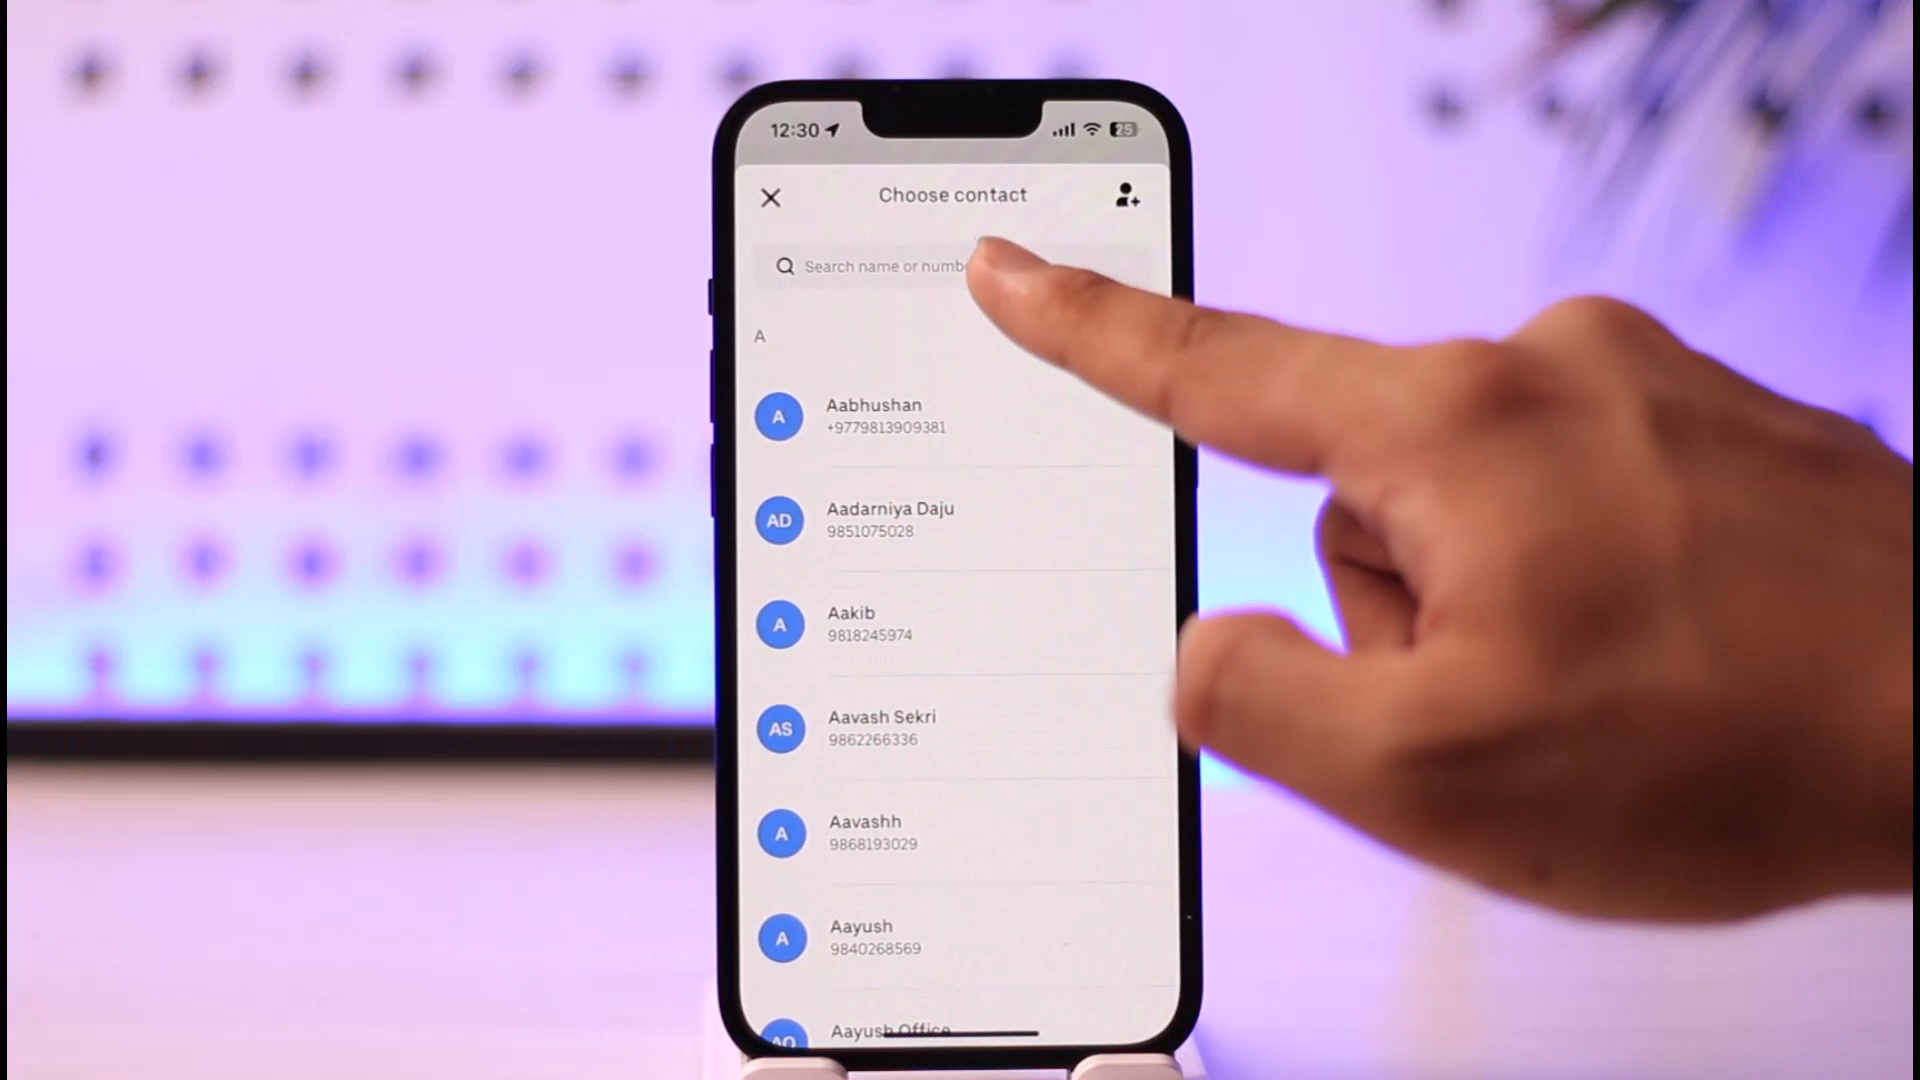 12:30
25
Choose contact
Search name or numb
A
A
Aabhushan
+9779813909381
AD
Aadarniya Daju
9851075028
A
Aakib
9818245974
AS
Aavash Sekri
9862266336
A
Aavashh
9868193029
A
Aayush
9840268569
AO
Aayush Office